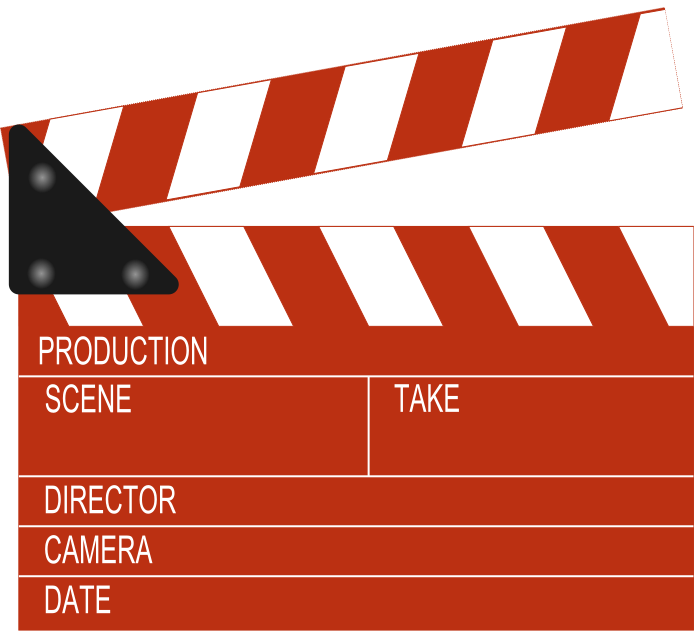 PRODUCTION
SCENE TAKE
DIRECTOR
CAMERA
DATE